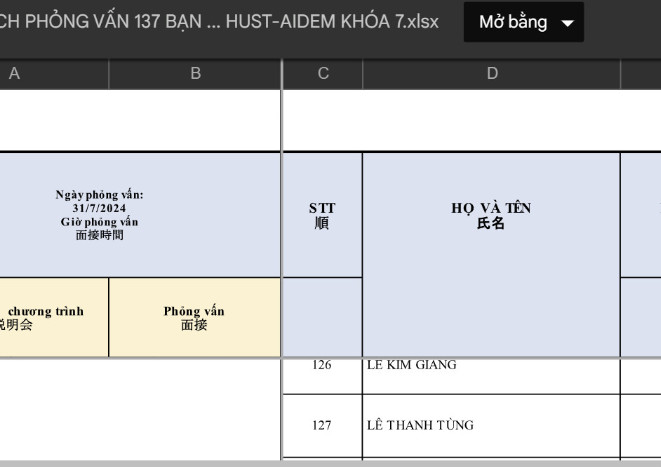 CH PHỎNG VẤN 137 BẠN ... HUST-AIDEM KHÓA 7.xlsx
Mở bằng
A B C D
Ngày phỏng vấn:
31/7/2024
Giờ phỏng vấn
面接時間
STT
順
HỌ VÀ TÊN
氏名
chương trình
説明会
Phỏng vấn
面接
126 LE KIM GIANG
127 LÊ THANH TÙNG